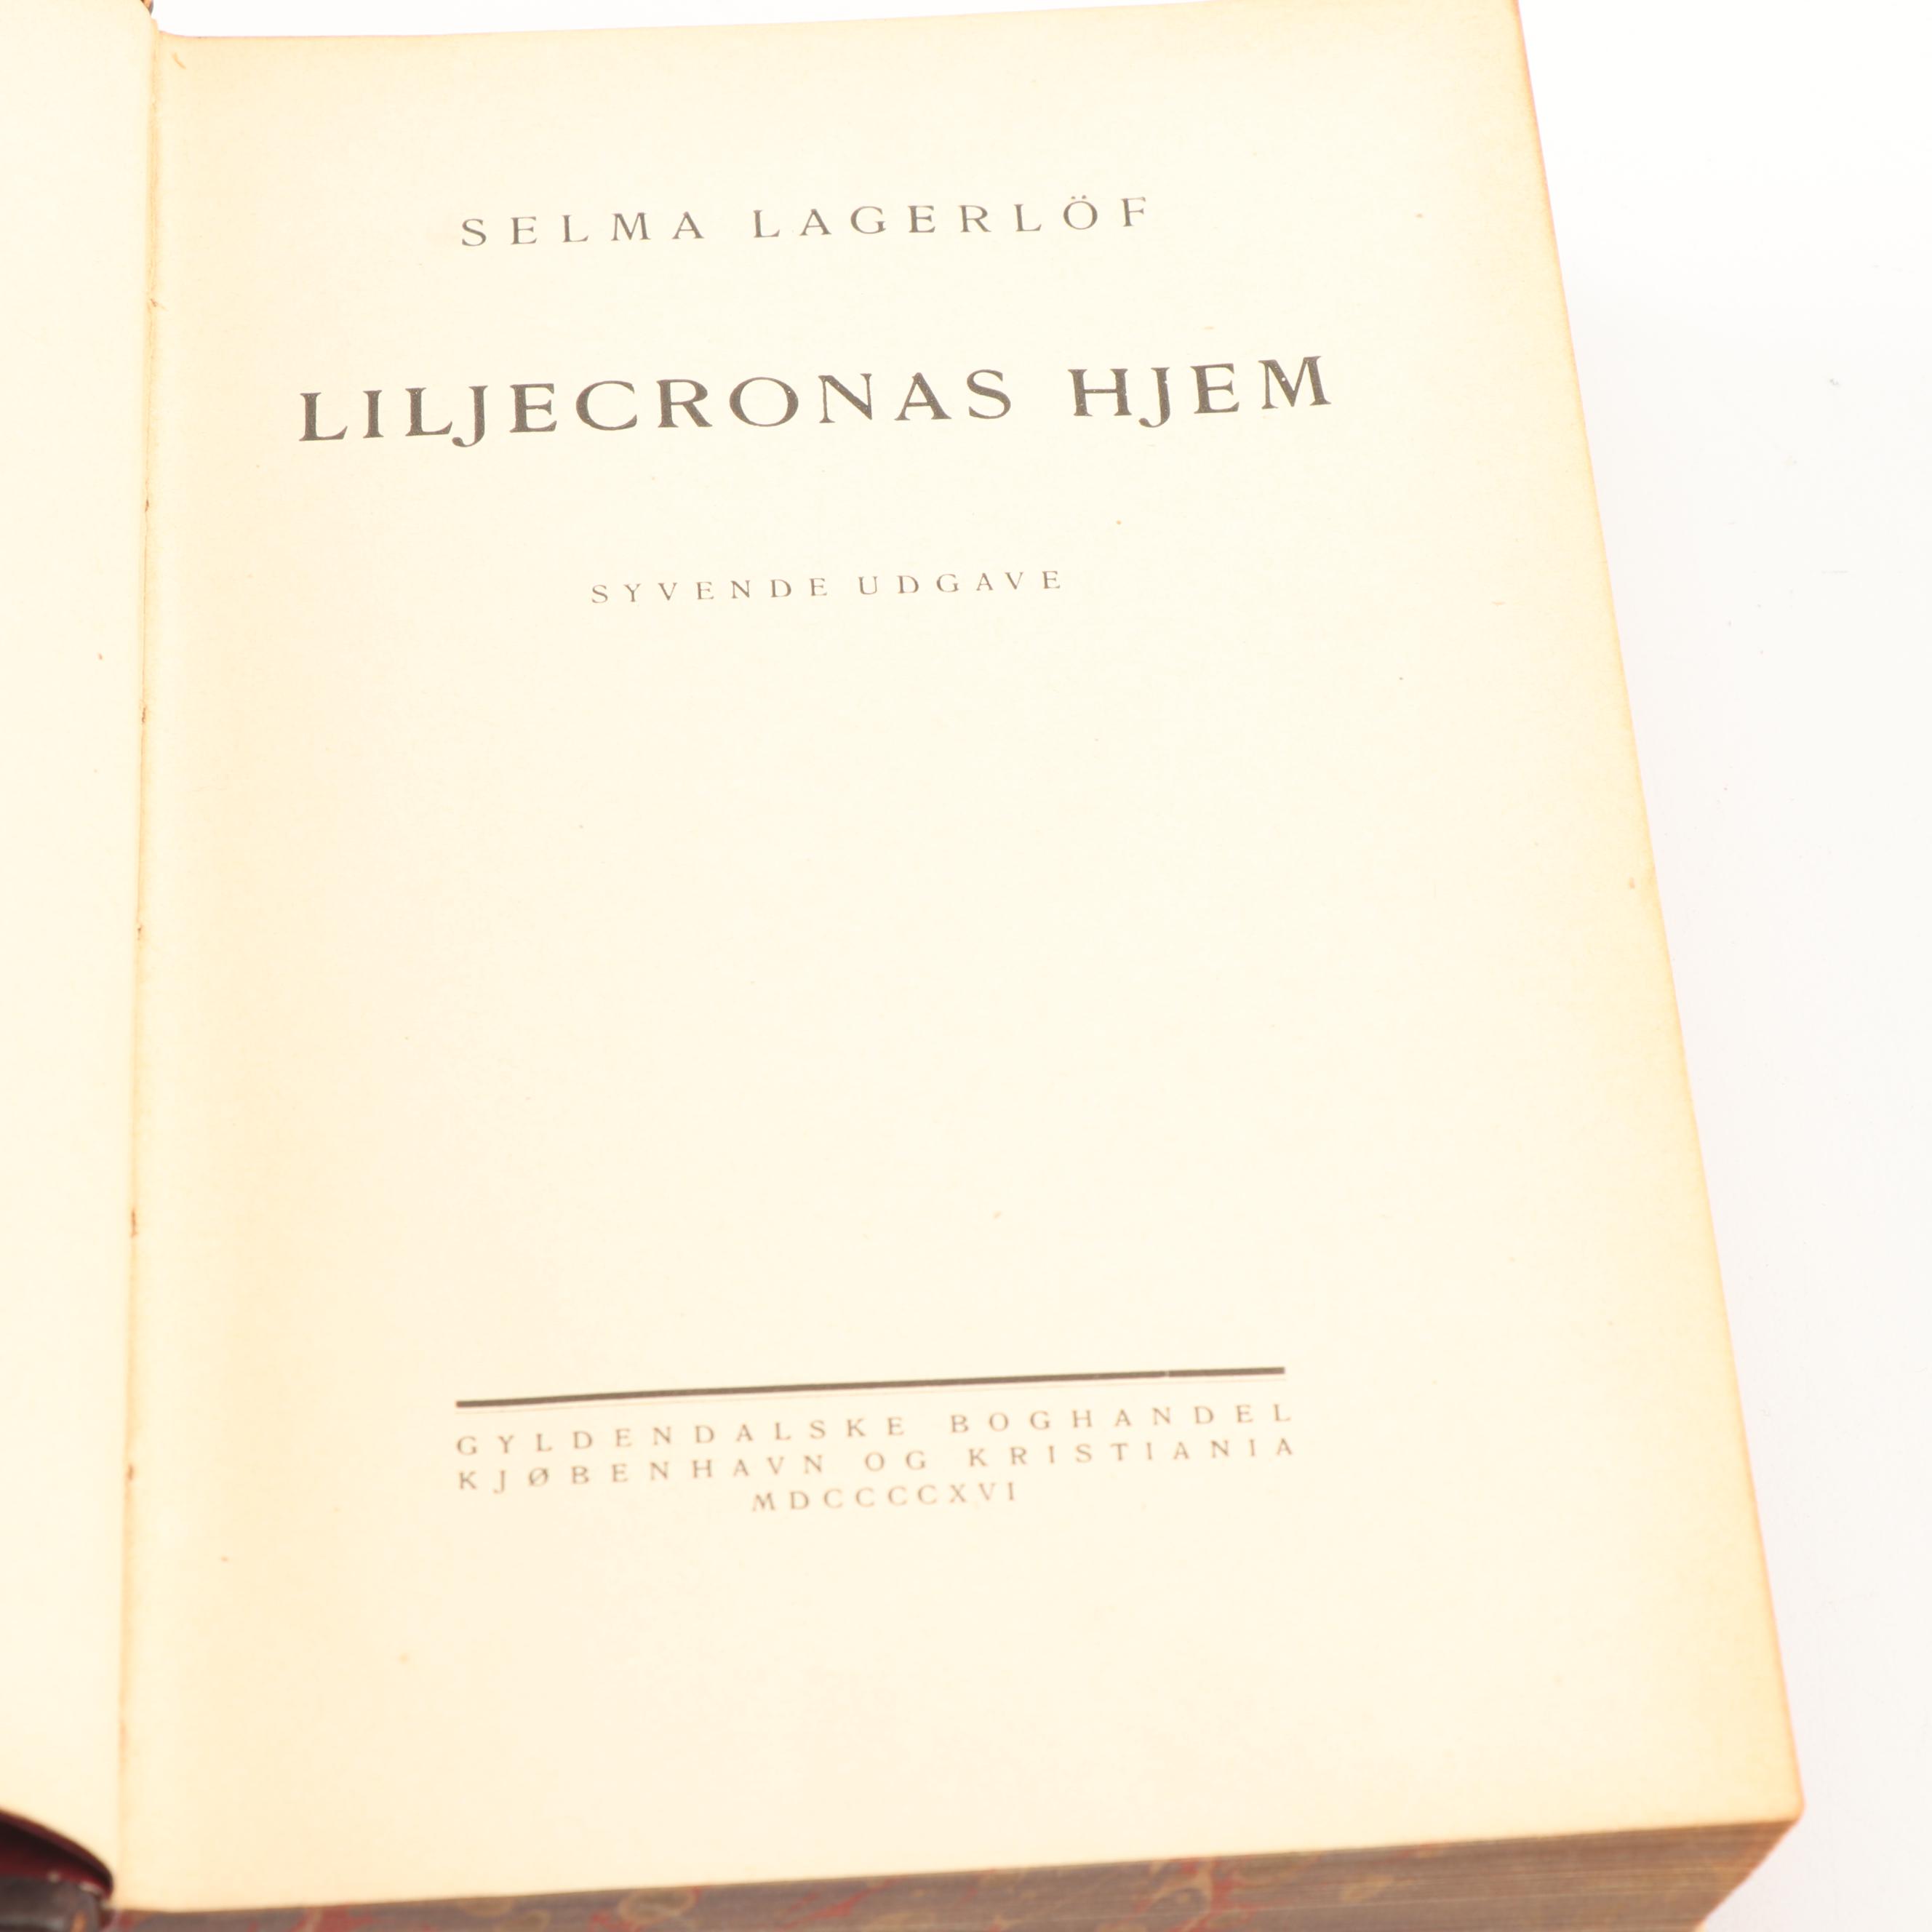 SELMA LAGERLÖF
LILJECRONAS HJEM
SYVENDE UDGAVE
GYLDENDALSKE BOGHANDEL
KJØBENHAVN OG KRISTIANIA
MDCCCCXVI